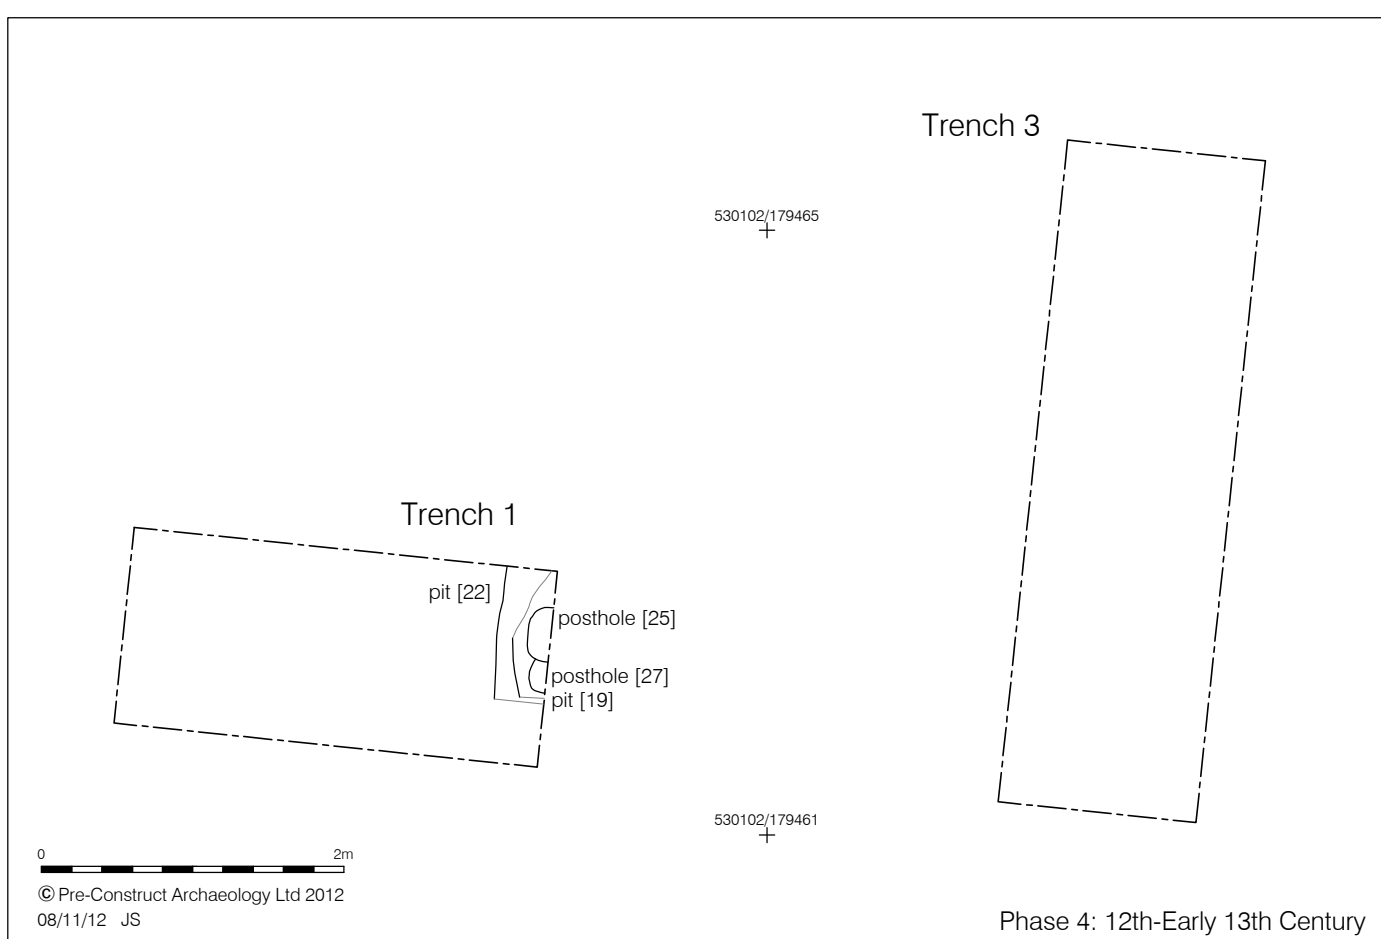 Trench 3
530102/179465
Trench 1
pit [22]
posthole [25]
posthole [27]
pit [19]
530102/179461
0 2m
© Pre-Construct Archaeology Ltd 2012
08/11/12 JS
Phase 4: 12th-Early 13th Century